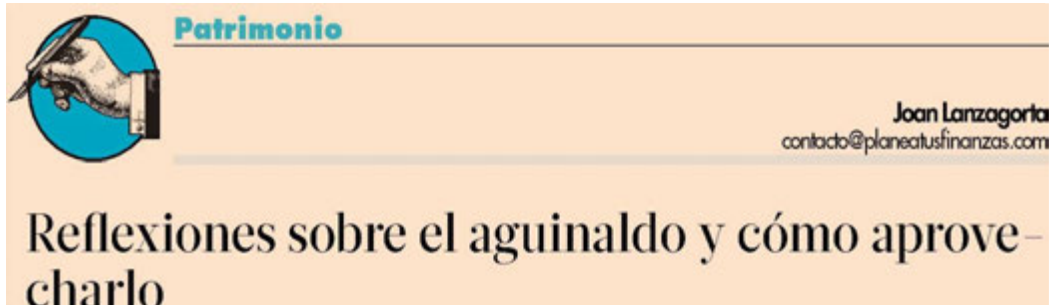 Patrimonio
Joan Lanzagorta
contacto@planeatusfinanzas.com
Reflexiones sobre el aguinaldo y cómo aprove-
charlo